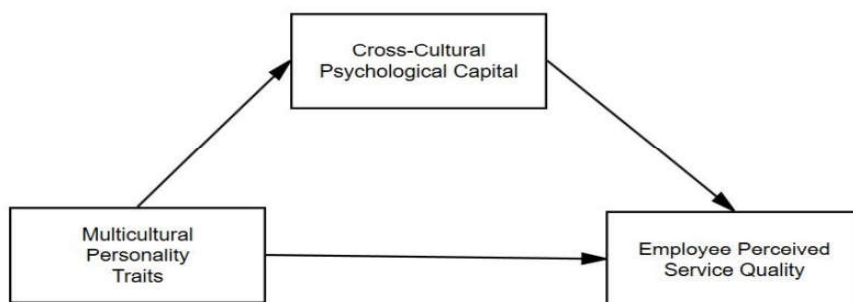 Cross-Cultural
Psychological Capital
Multicultural
Personality
Traits
Employee Perceived
Service Quality